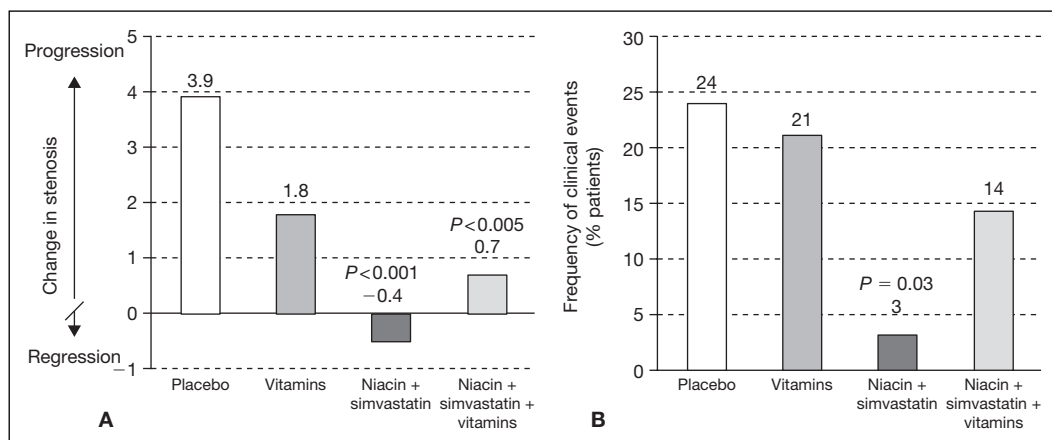 Progression
Change in stenosis
Regression
5
4
3
2
1
0
−1
3.9
1.8
P<0.001
−0.4
P<0.005
0.7
Placebo
Vitamins
Niacin +
simvastatin
Niacin +
simvastatin +
vitamins
A
Frequency of clinical events
(% patients)
30
25
20
15
10
5
0
24
21
P = 0.03
3
14
Placebo
Vitamins
Niacin +
simvastatin
Niacin +
simvastatin +
vitamins
B